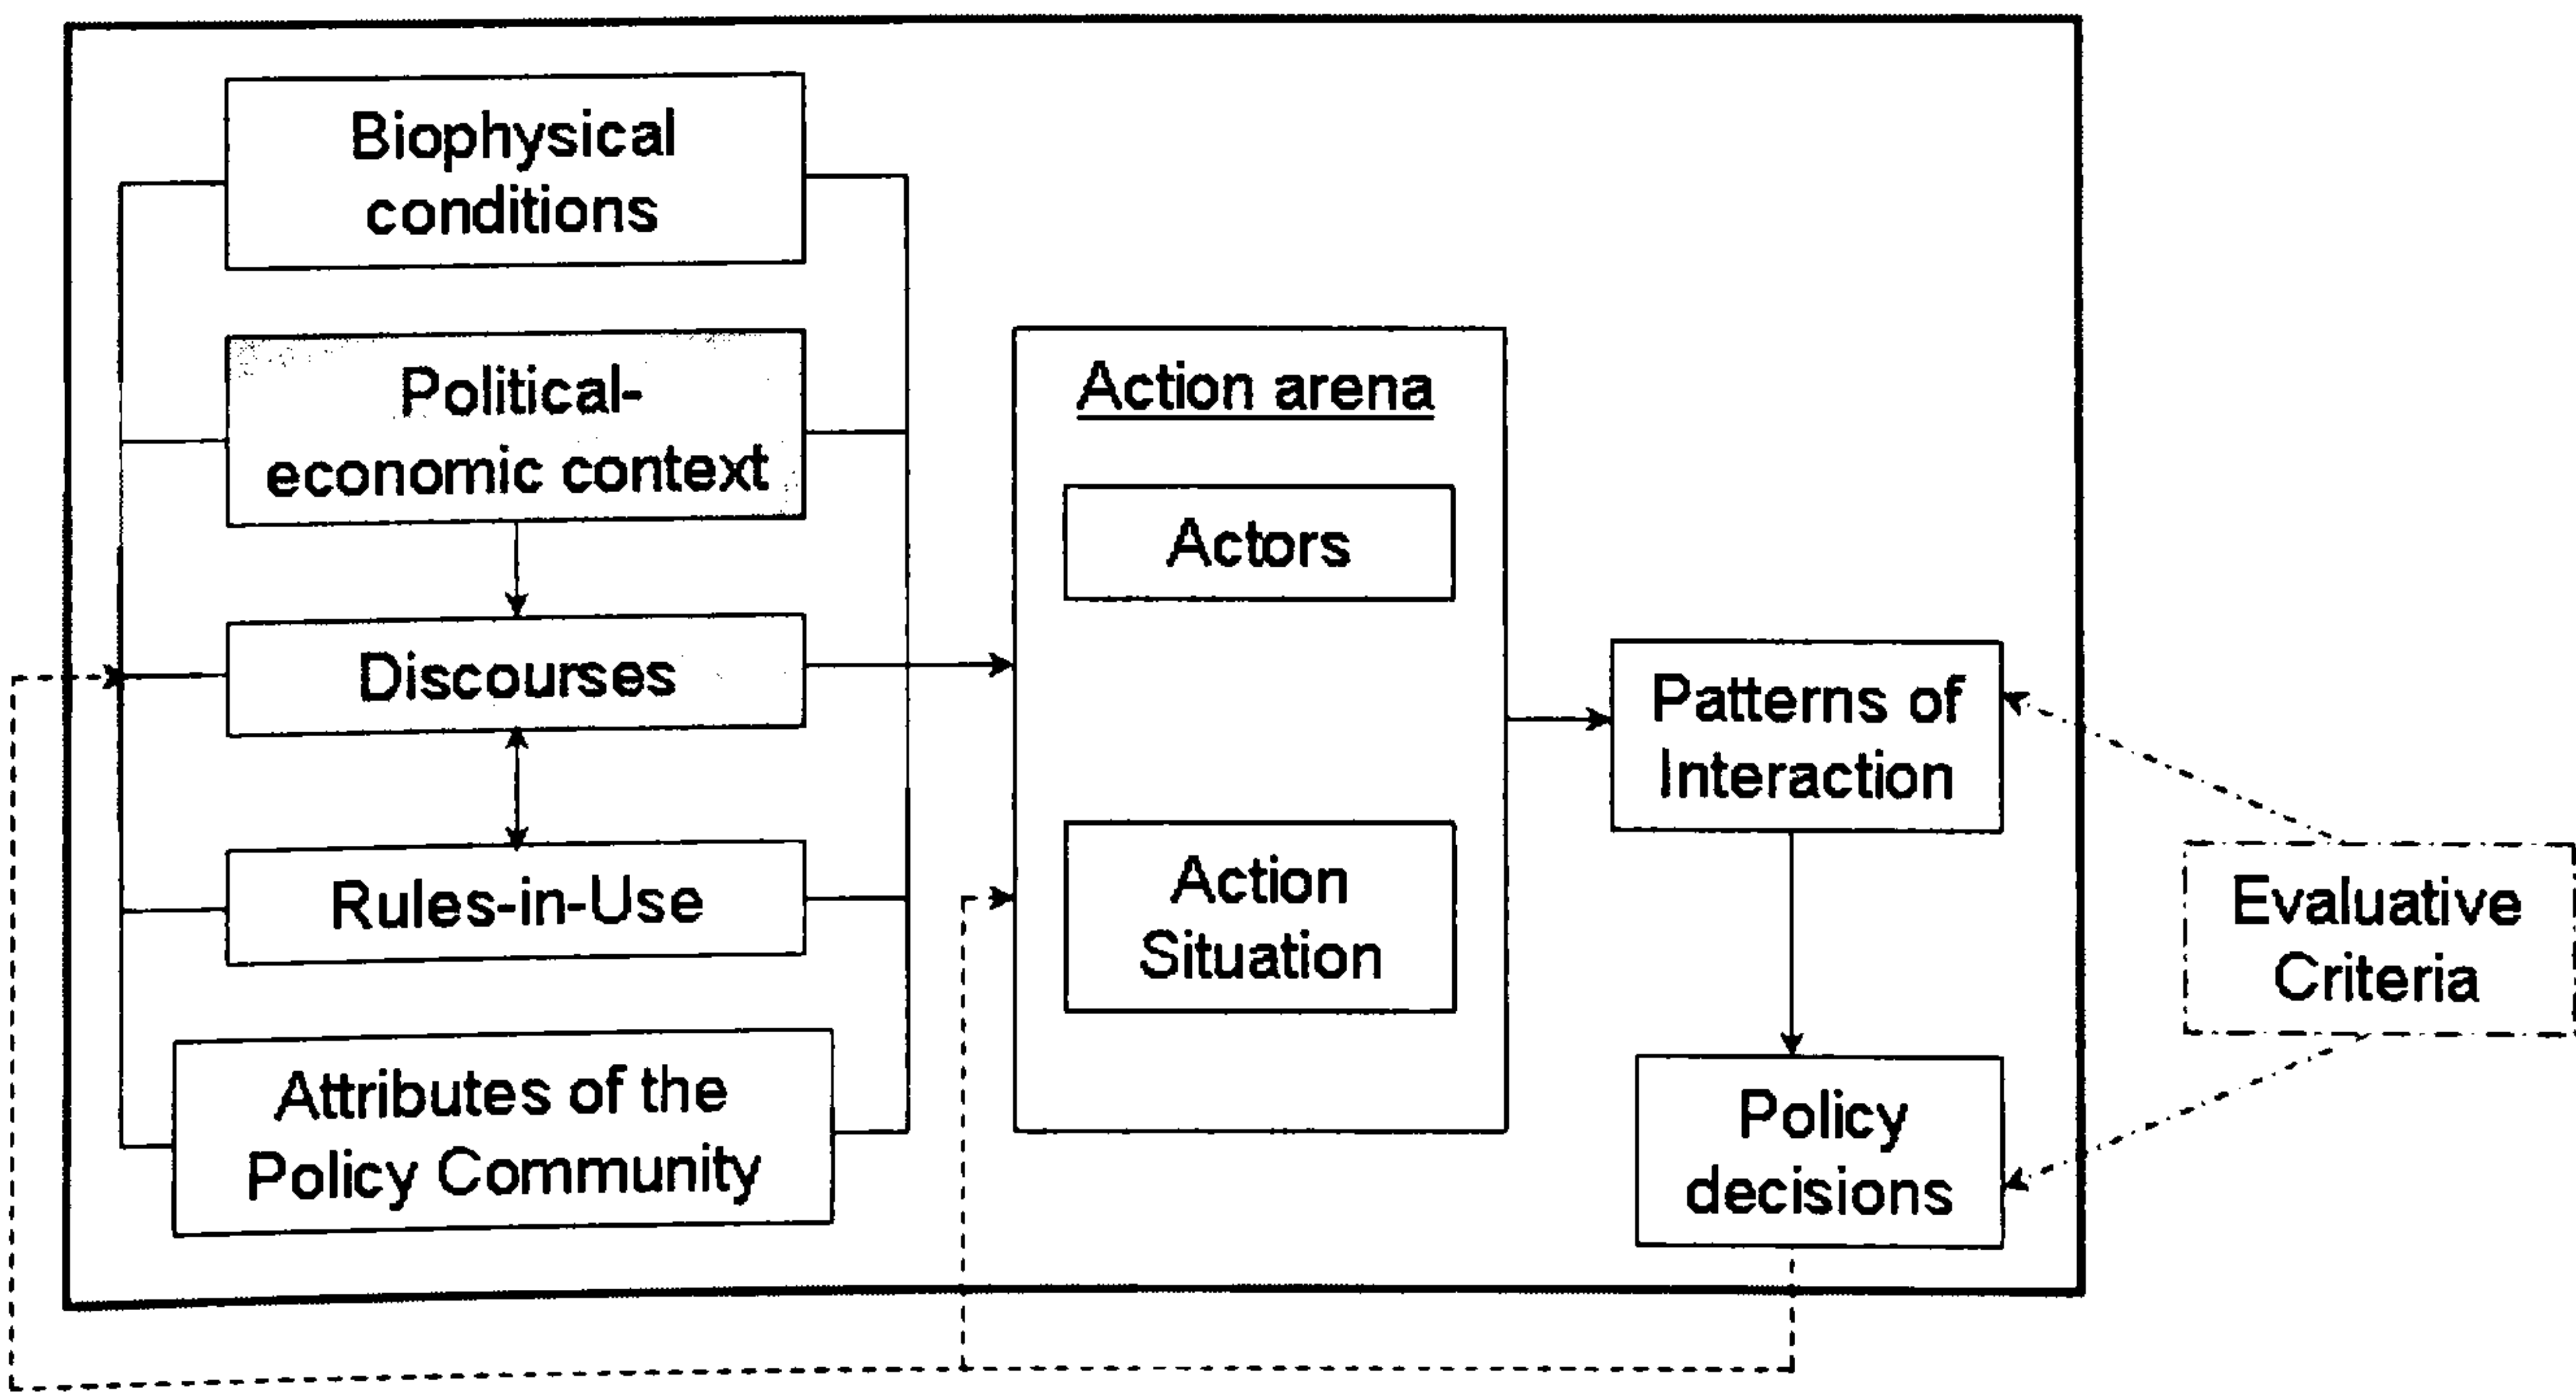 Biophysical
conditions
Political-
economic context
Discourses
Rules-in-Use
Attributes of the
Policy Community
Action arena
Actors
Action
Situation
Patterns of
Interaction
Policy
decisions
Evaluative
Criteria